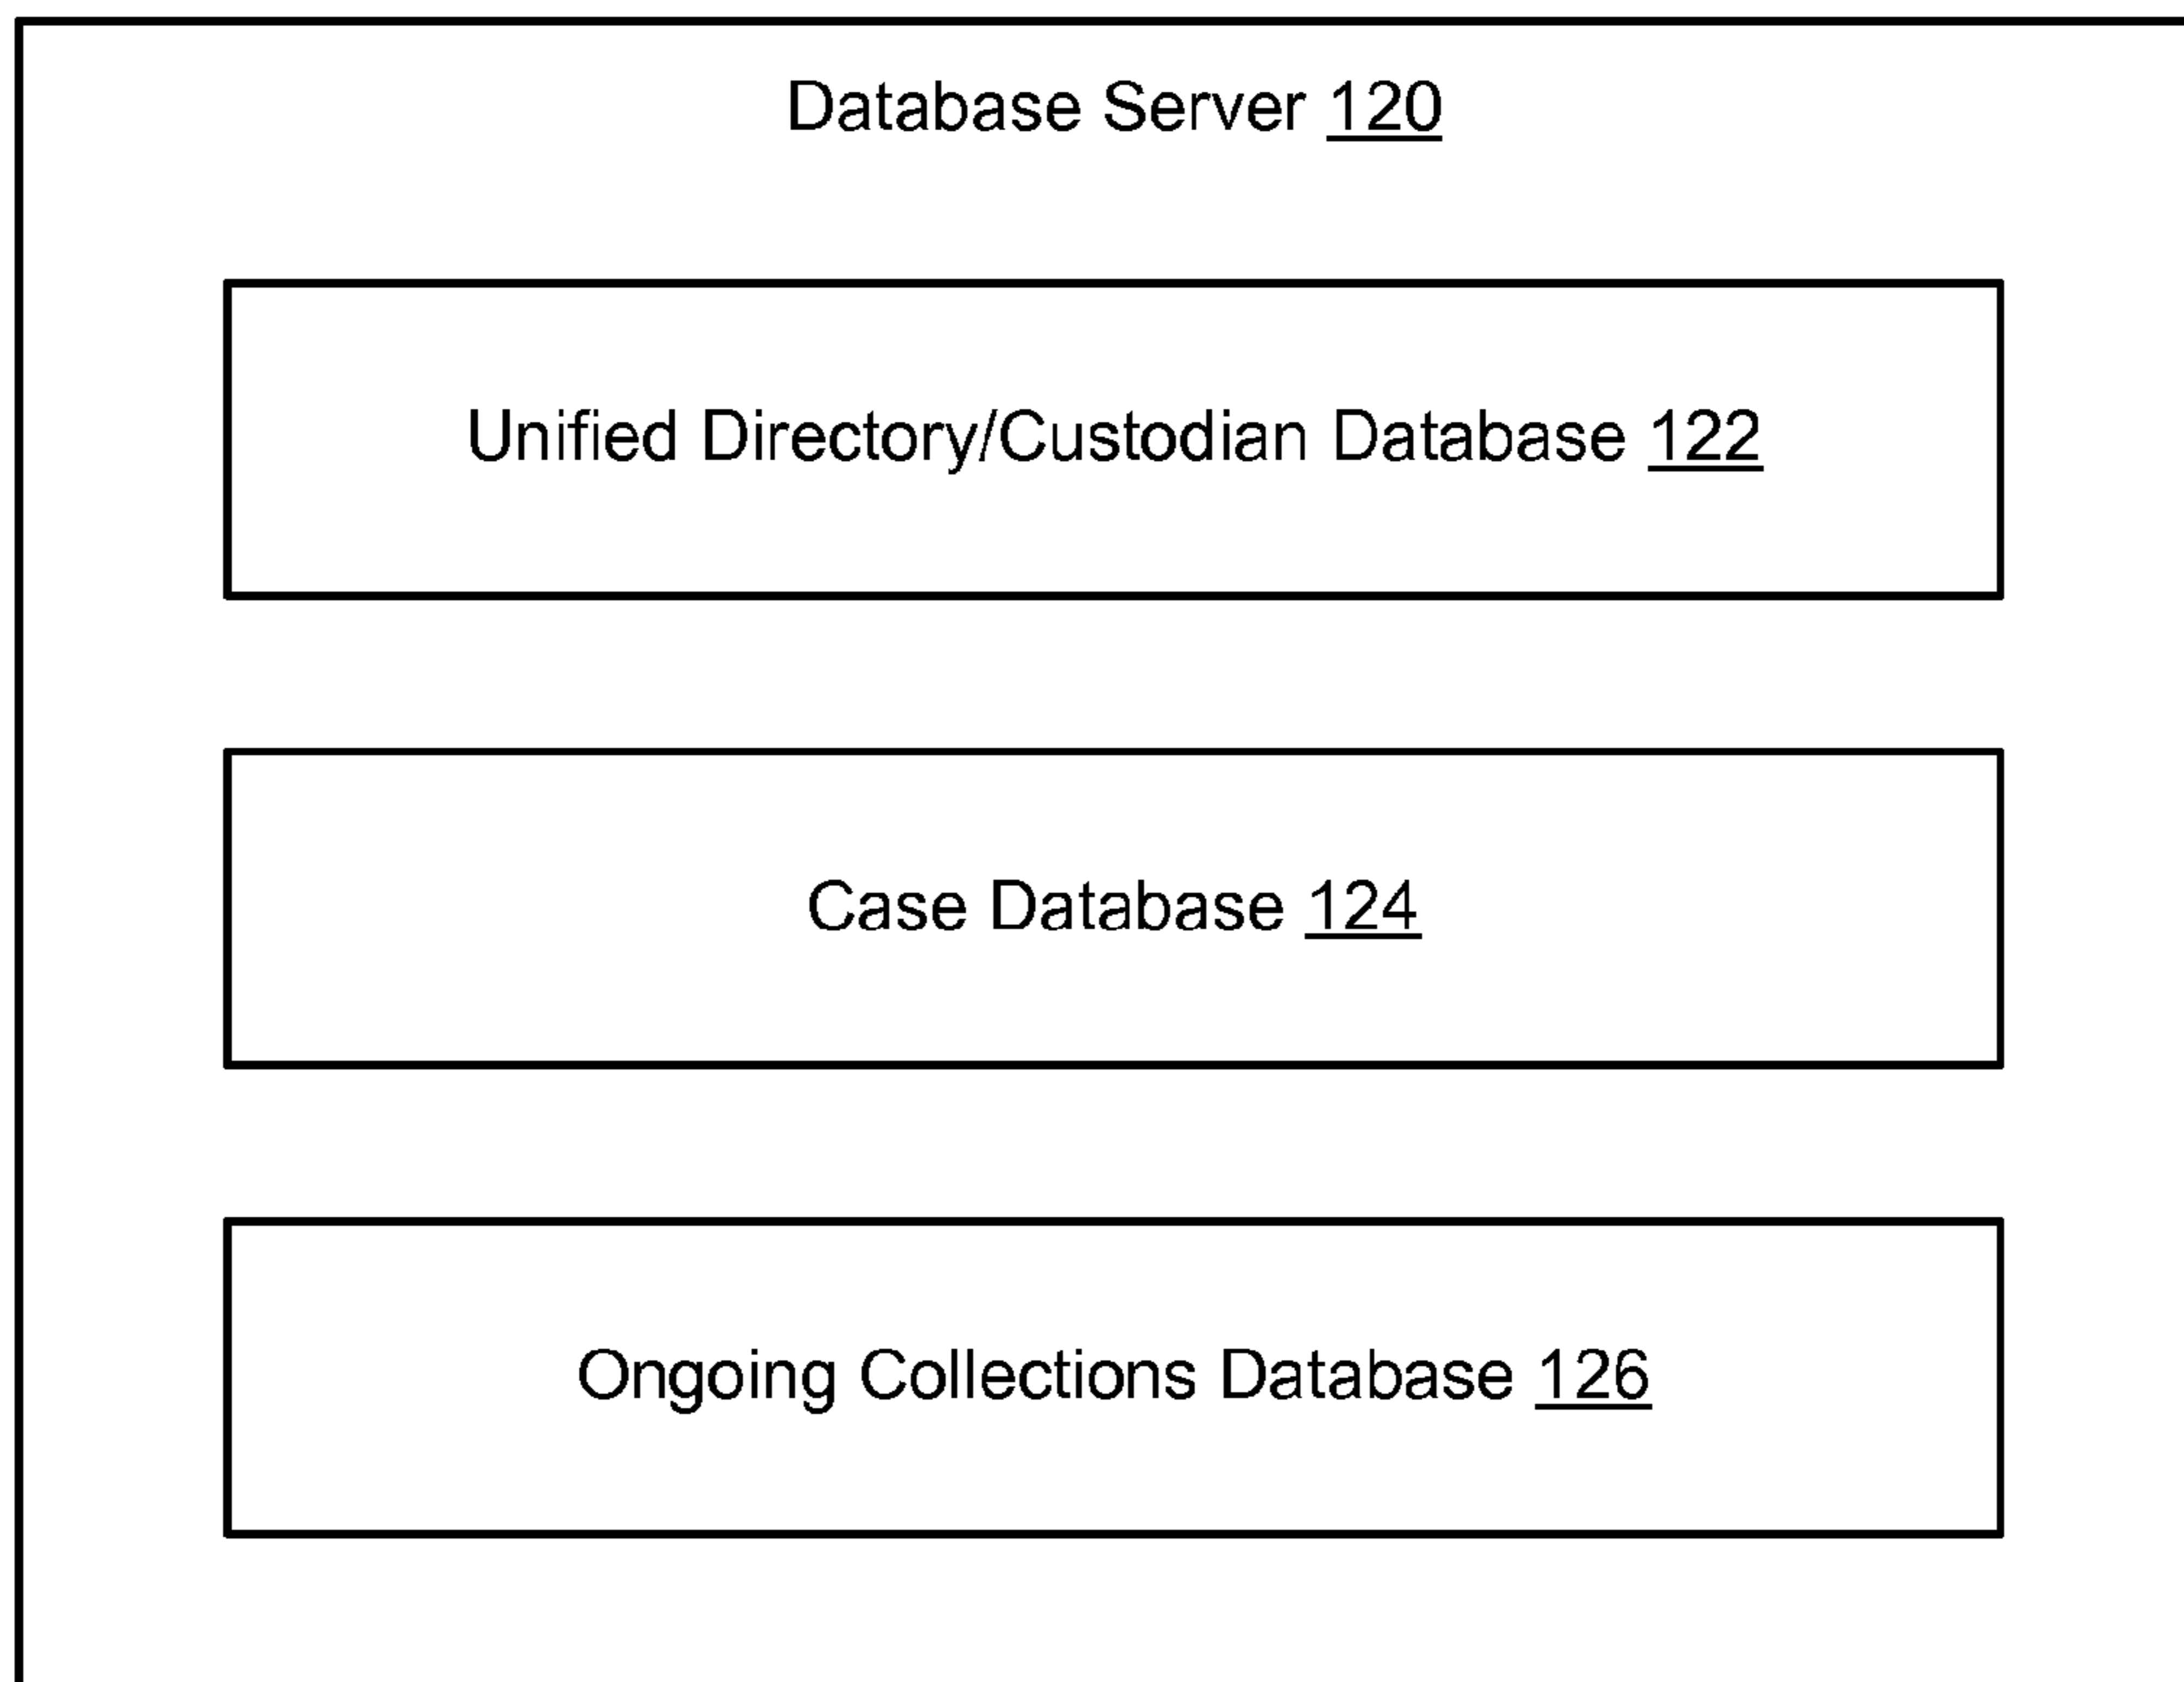 Database Server 120
Unified Directory/Custodian Database 122
Case Database 124
Ongoing Collections Database 126